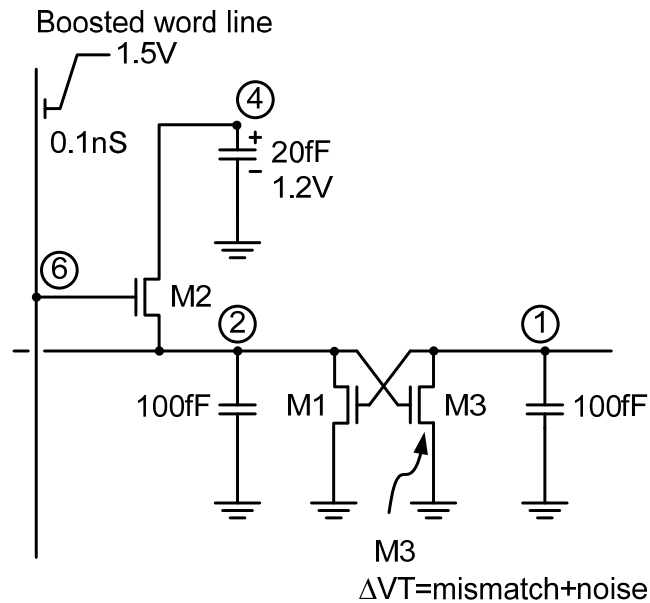 Boosted word line
1.5V
0.1nS
4
+
20fF
−
1.2V
6
M2
2
1
100fF
M1
M3
100fF
M3
ΔVT=mismatch+noise